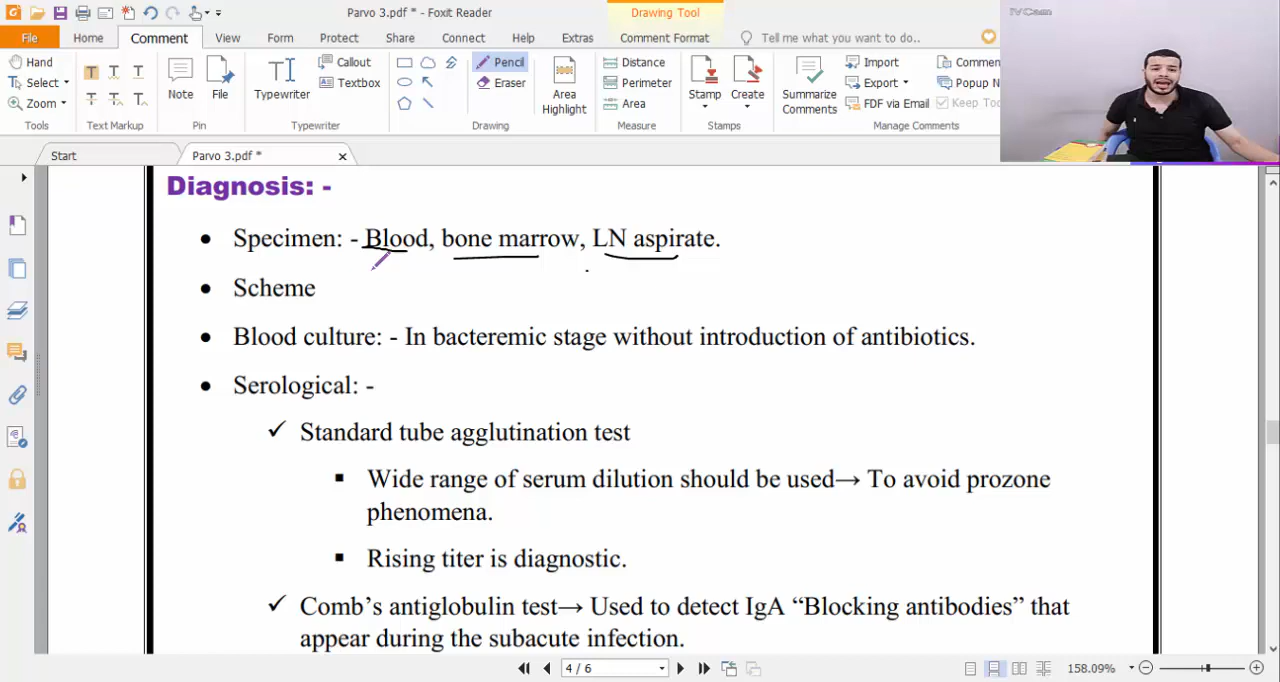 Parvo 3.pdf * - Foxit Reader
Drawing Tool
IVCam
File Home Comment View Form Protect Share Connect Help Extras Comment Format Tell me what you want to do..
Hand
Select
Zoom
Tools
Text Markup
Note
File
Pin
Typewriter
Callout
Textbox
Typewriter
Pencil
Eraser
Area
Highlight
Drawing
Distance
Perimeter
Area
Measure
Stamp
Create
Stamps
Summarize
Comments
Import
Export
FDF via Email
Commen
Popup N
Keep Too
Manage Comments
Start
Parvo 3.pdf *
Diagnosis: -
• Specimen: - Blood, bone marrow, LN aspirate.
• Scheme
• Blood culture: - In bacteremic stage without introduction of antibiotics.
• Serological: -
✓ Standard tube agglutination test
▪ Wide range of serum dilution should be used→ To avoid prozone
phenomena.
▪ Rising titer is diagnostic.
✓ Comb’s antiglobulin test→ Used to detect IgA “Blocking antibodies” that
appear during the subacute infection.
4 / 6
158.09%